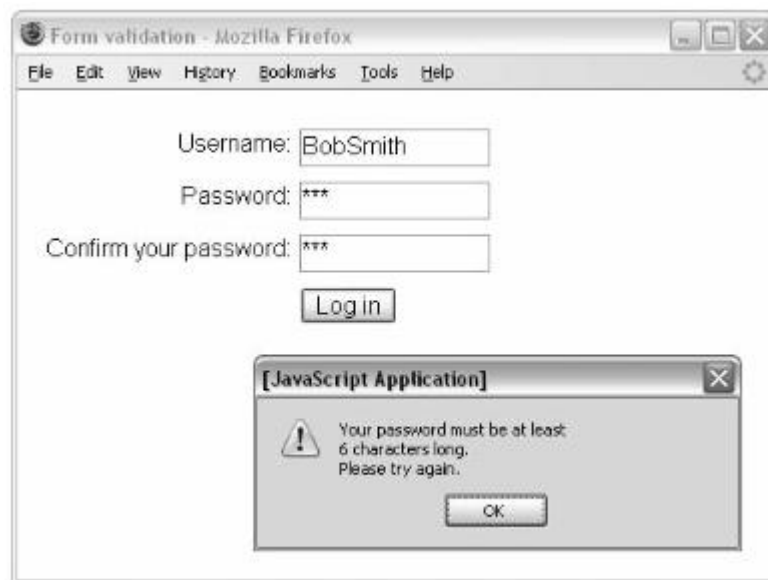 Form validation - Mozilla Firefox
File Edit View History Bookmarks Tools Help
Username: BobSmith
Password: ***
Confirm your password: ***
Log in
[JavaScript Application]
Your password must be at least
6 characters long.
Please try again.
OK